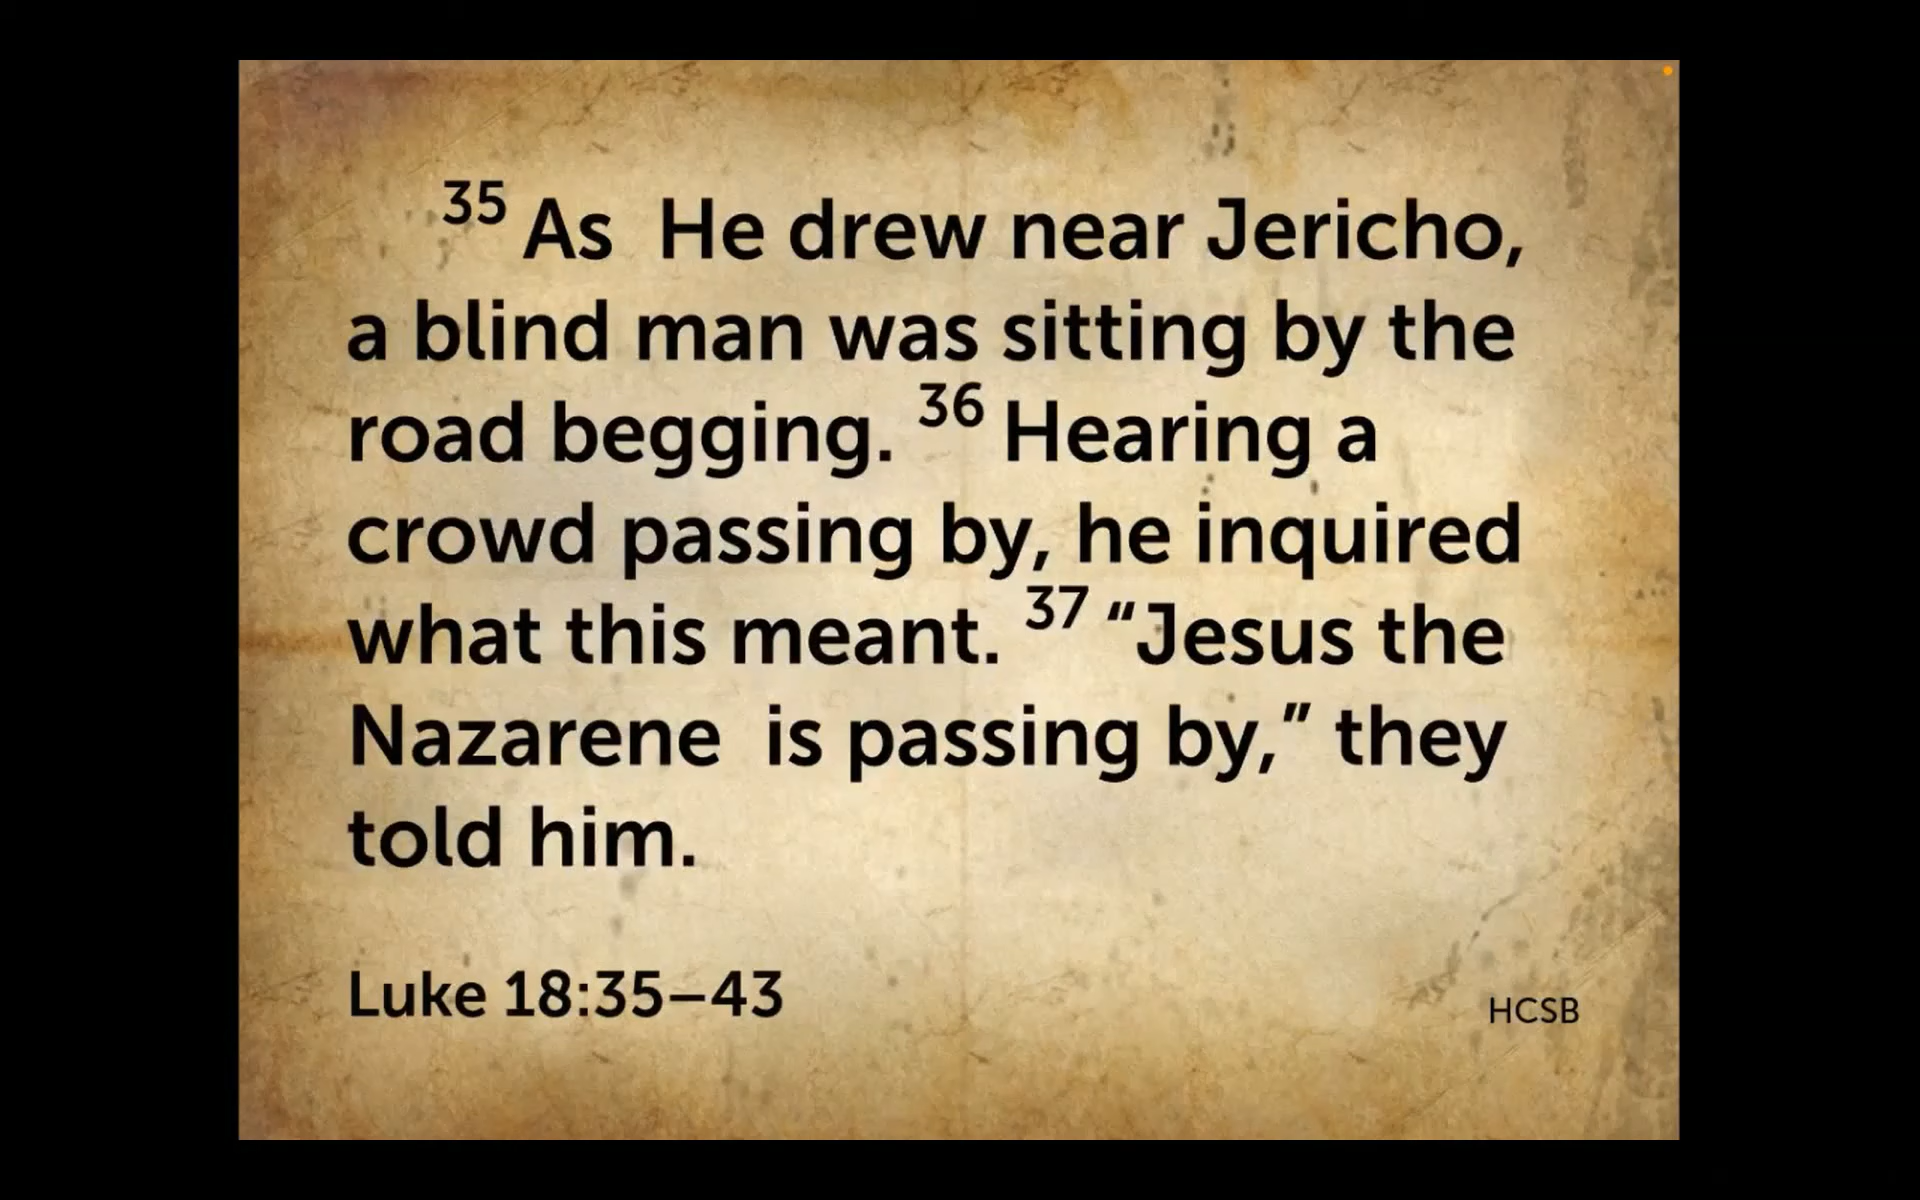 35 As  He drew near Jericho,
a blind man was sitting by the
road begging. 36 Hearing a
crowd passing by, he inquired
what this meant. 37 “Jesus the
Nazarene  is passing by,” they
told him.
Luke 18:35–43
HCSB